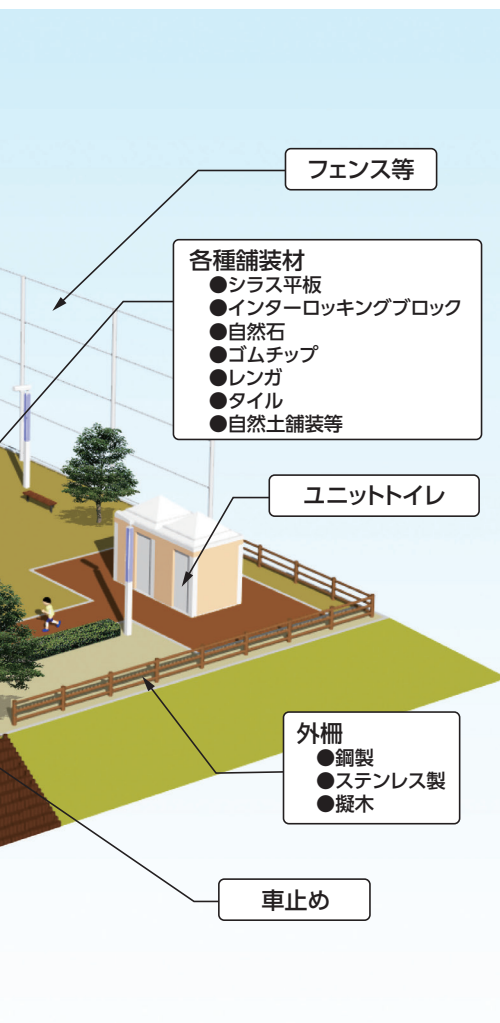 フェンス等
各種舗装材
●シラス平板
●インターロッキングブロック
●自然石
●ゴムチップ
●レンガ
●タイル
●自然土舗装等
ユニットトイレ
外柵
●鋼製
●ステンレス製
●擬木
車止め